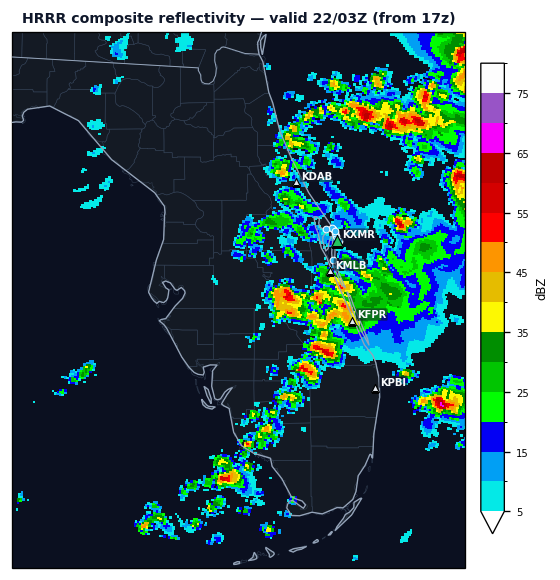 HRRR composite reflectivity — valid 22/03Z (from 17z)
75
65
55
45
35
25
15
5
dBZ
KDAB
KXMR
KMLB
KFPR
KPBI